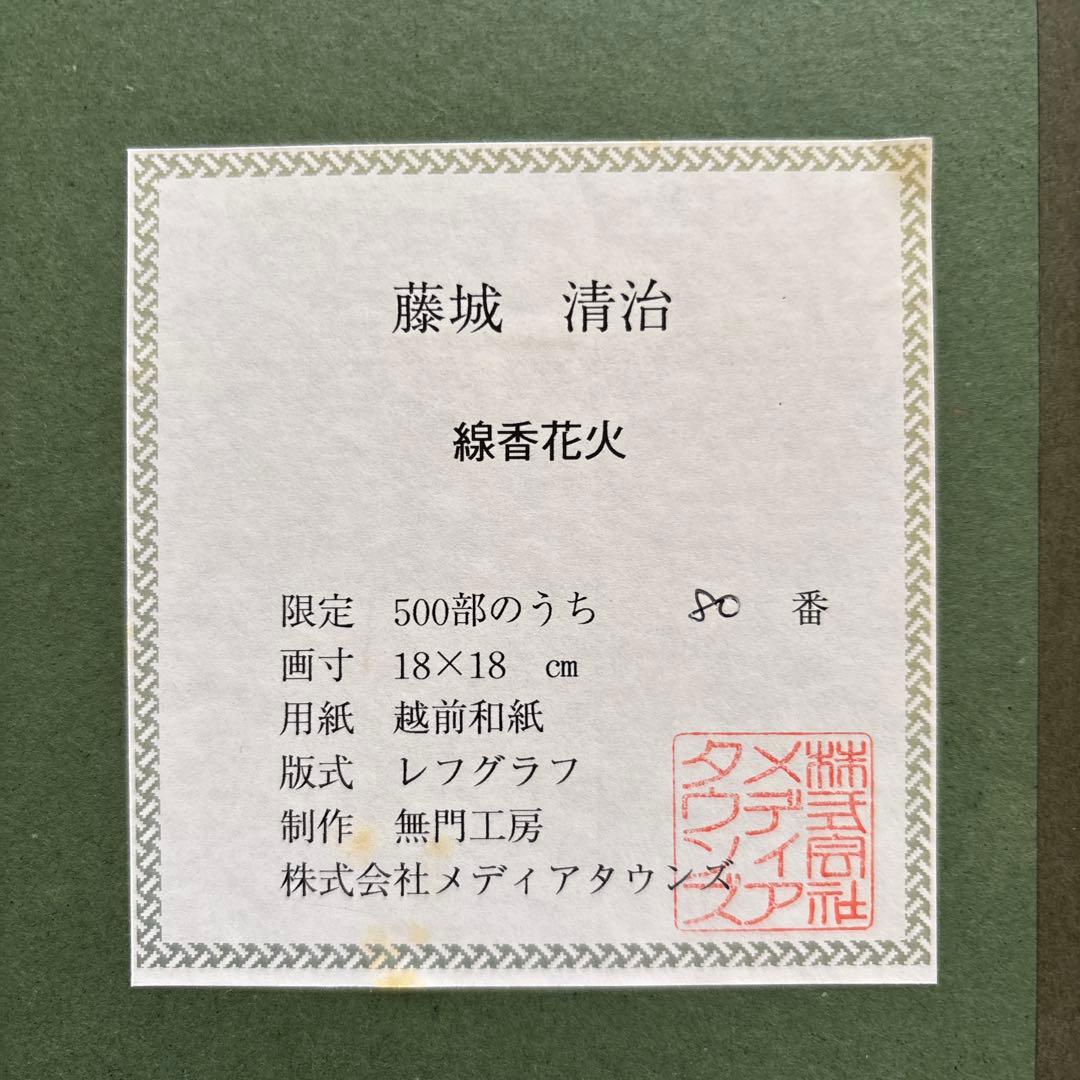 藤城　清治
線香花火
限定　500部のうち　80　番
画寸　18×18　㎝
用紙　越前和紙
版式　レフグラフ
制作　無門工房
株式会社メディアタウンズ
株式会社
メディア
タウンズ